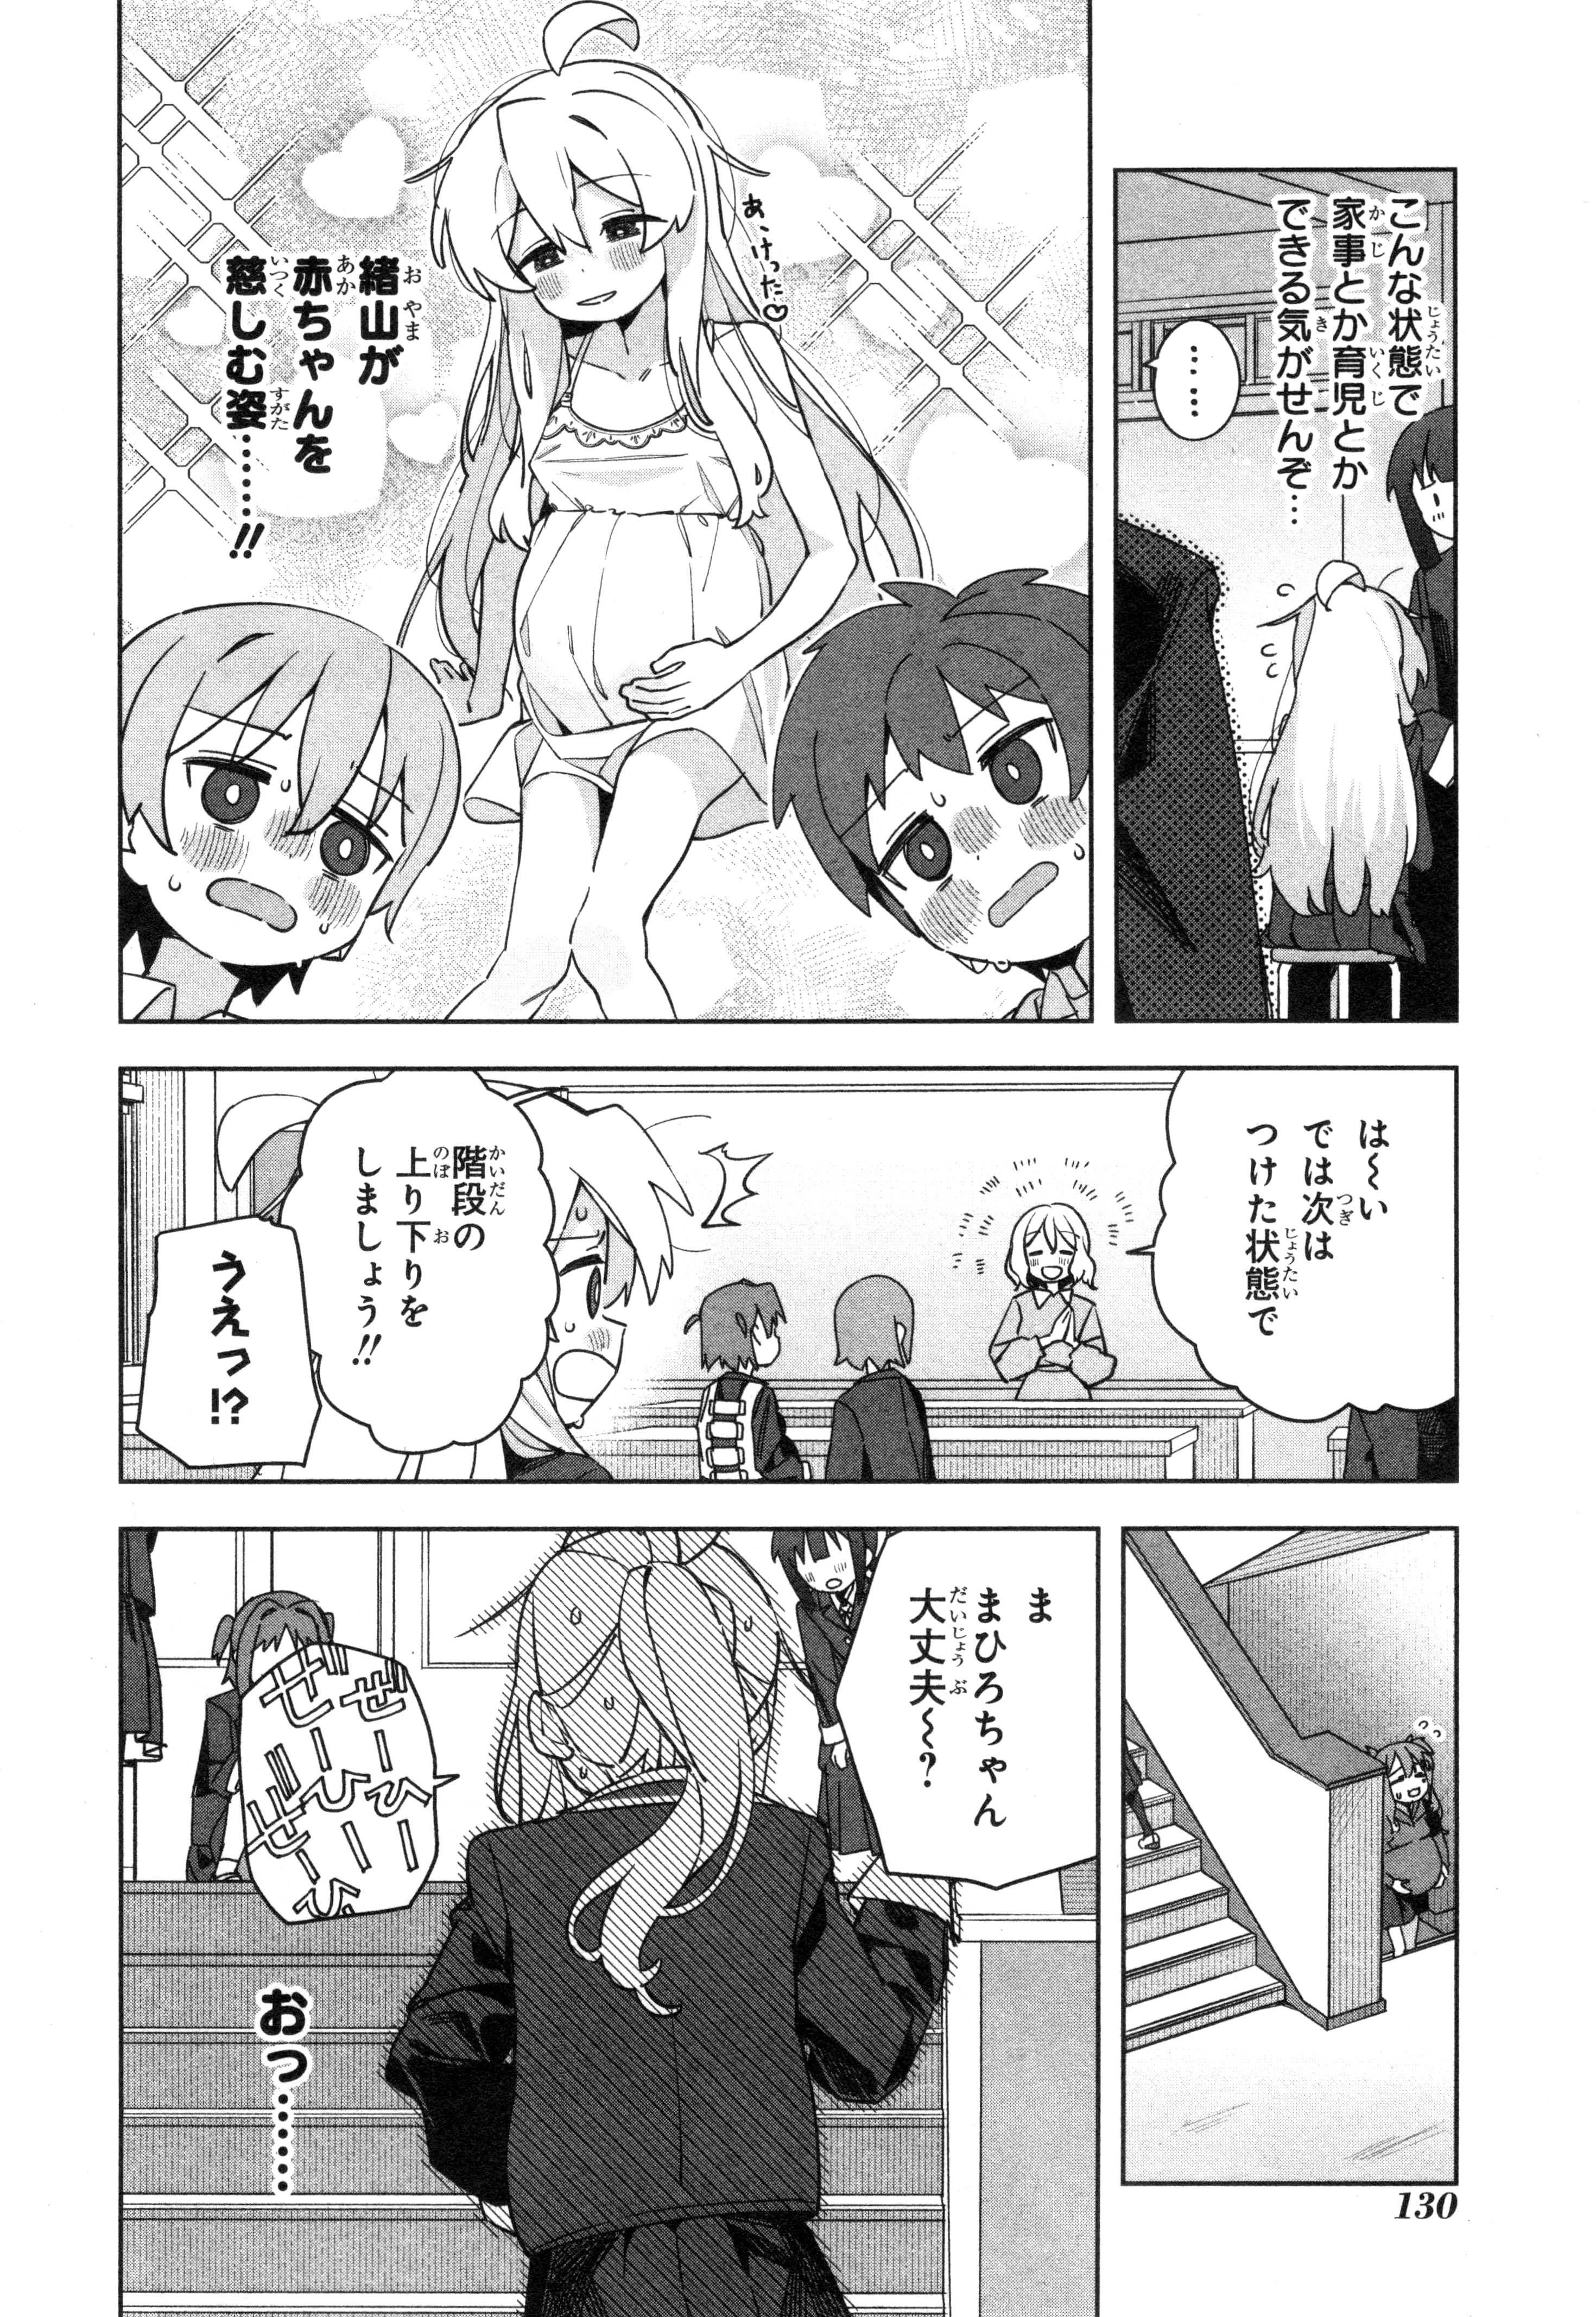 こんな状態で
家事とか育児とか
できる気がせんぞ…
……
あ、けった♡
緒山が
赤ちゃんを
慈しむ姿………!!
は〜い
では次は
つけた状態で
階段の
上り下りを
しましょう!!
うえっ!?
ま
まひろちゃん
大丈夫〜?
ぜーひー
ぜーひー
ぜーひ
おっ………
130